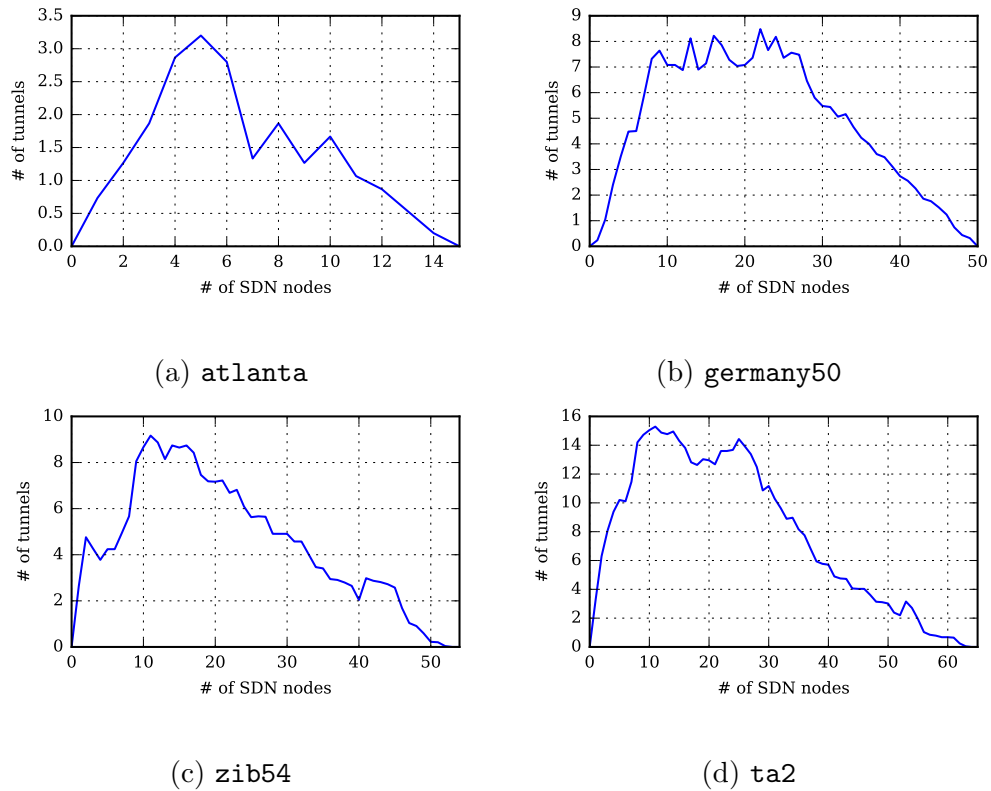 3.5
3.0
2.5
2.0
1.5
1.0
0.5
0.0
# of tunnels
0 2 4 6 8 10 12 14
# of SDN nodes
(a) atlanta
9
8
7
6
5
4
3
2
1
0
# of tunnels
0 10 20 30 40 50
# of SDN nodes
(b) germany50
10
8
6
4
2
0
# of tunnels
0 10 20 30 40 50
# of SDN nodes
(c) zib54
16
14
12
10
8
6
4
2
0
# of tunnels
0 10 20 30 40 50 60
# of SDN nodes
(d) ta2